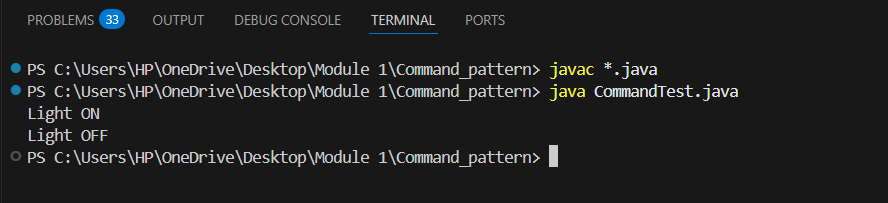 PROBLEMS 33 OUTPUT DEBUG CONSOLE TERMINAL PORTS
PS C:\Users\HP\OneDrive\Desktop\Module 1\Command_pattern> javac *.java
PS C:\Users\HP\OneDrive\Desktop\Module 1\Command_pattern> java CommandTest.java
Light ON
Light OFF
PS C:\Users\HP\OneDrive\Desktop\Module 1\Command_pattern>